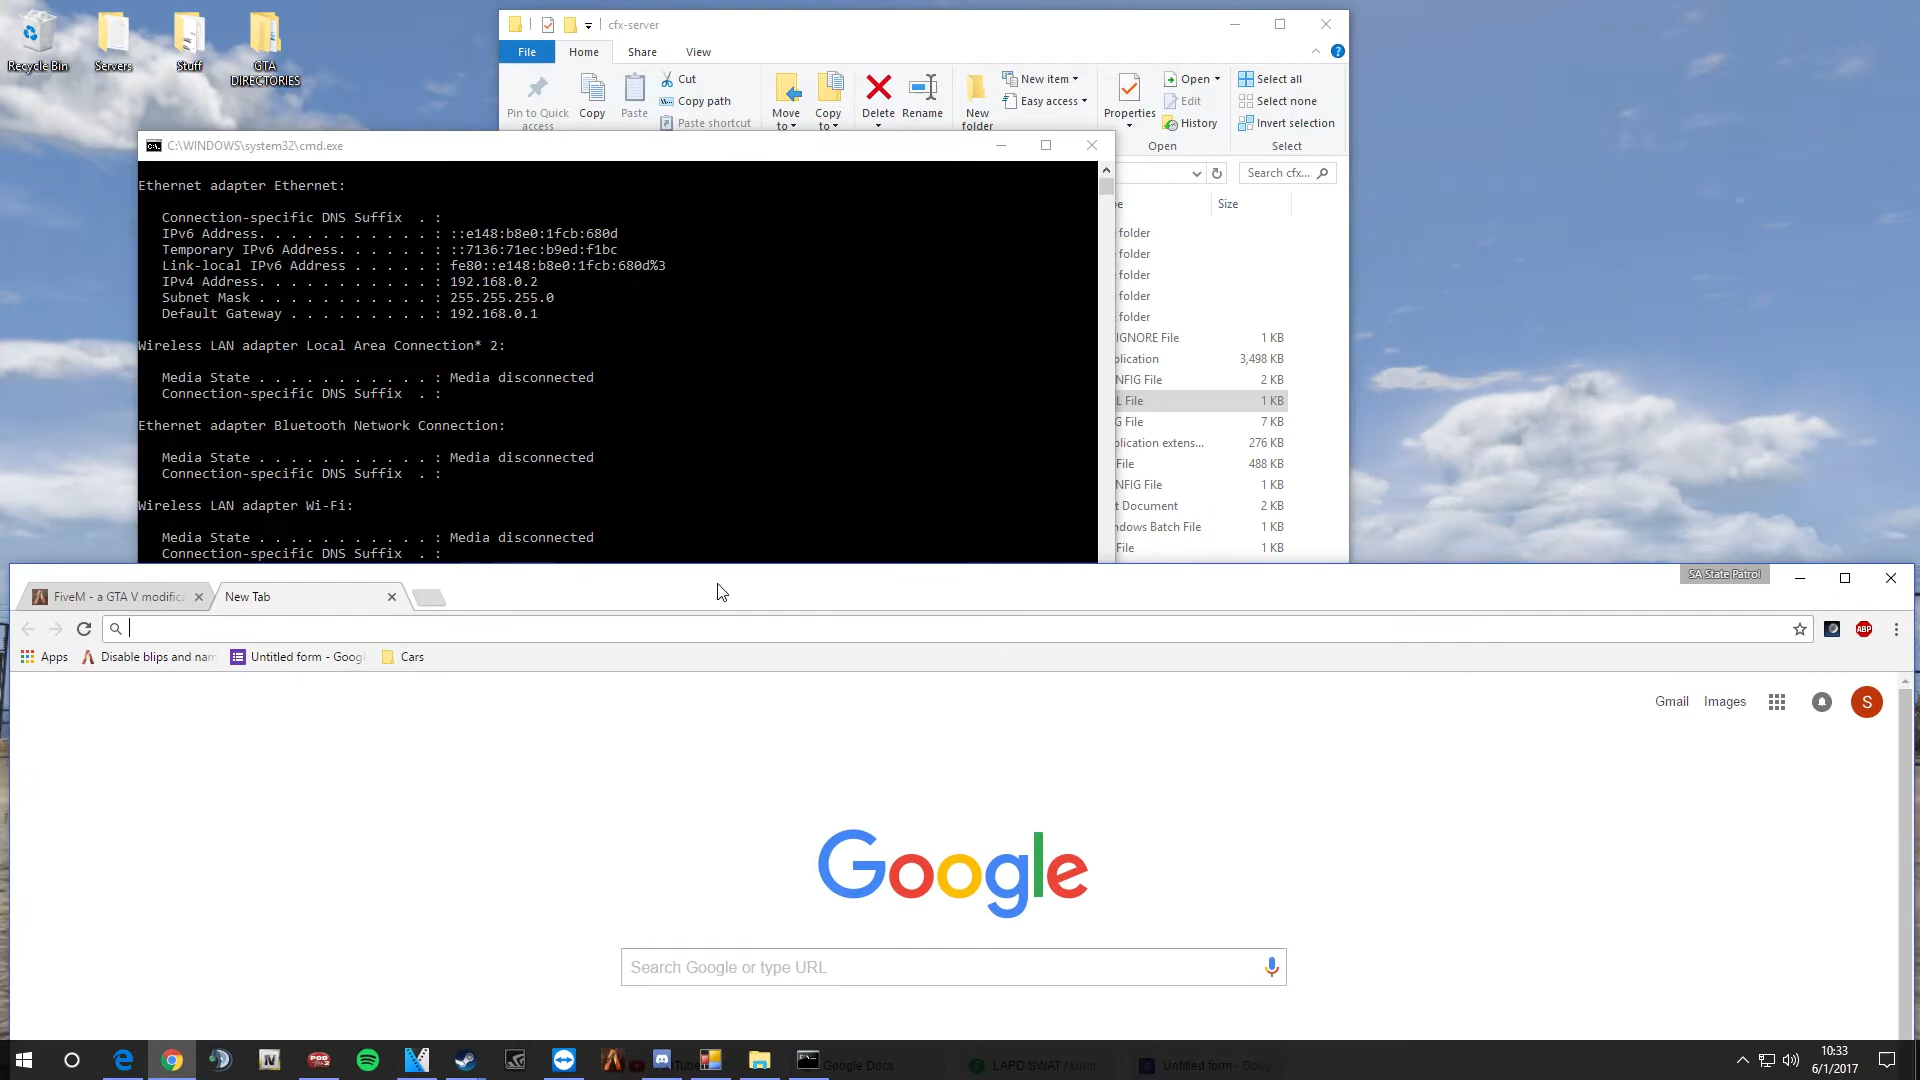 Recycle Bin
Servers
Stuff
GTA
DIRECTORIES
cfx-server
File
Home
Share
View
Pin to Quick
access
Copy
Paste
Cut
Copy path
Paste shortcut
Move
to
Copy
to
Delete
Rename
New
folder
New item
Easy access
Properties
Open
Edit
History
Select all
Select none
Invert selection
Open
Select
Search cfx...
Size
folder
folder
folder
folder
folder
IGNORE File 1 KB
plication 3,498 KB
NFIG File 2 KB
L File 1 KB
G File 7 KB
plication extens... 276 KB
File 488 KB
NFIG File 1 KB
t Document 2 KB
ndows Batch File 1 KB
File 1 KB
C:\WINDOWS\system32\cmd.exe
Ethernet adapter Ethernet:
Connection-specific DNS Suffix . :
IPv6 Address. . . . . . . . . . . : ::e148:b8e0:1fcb:680d
Temporary IPv6 Address. . . . . . : ::7136:71ec:b9ed:f1bc
Link-local IPv6 Address . . . . . : fe80::e148:b8e0:1fcb:680d%3
IPv4 Address. . . . . . . . . . . : 192.168.0.2
Subnet Mask . . . . . . . . . . . : 255.255.255.0
Default Gateway . . . . . . . . . : 192.168.0.1
Wireless LAN adapter Local Area Connection* 2:
Media State . . . . . . . . . . . : Media disconnected
Connection-specific DNS Suffix . :
Ethernet adapter Bluetooth Network Connection:
Media State . . . . . . . . . . . : Media disconnected
Connection-specific DNS Suffix . :
Wireless LAN adapter Wi-Fi:
Media State . . . . . . . . . . . : Media disconnected
Connection-specific DNS Suffix . :
SA State Patrol
FiveM - a GTA V modifica
New Tab
Apps
Disable blips and nam
Untitled form - Googl
Cars
ABP
Gmail
Images
S
Google
Search Google or type URL
Google Docs
LAPD SWAT / Unm
Untitled form - Goog
10:33
6/1/2017